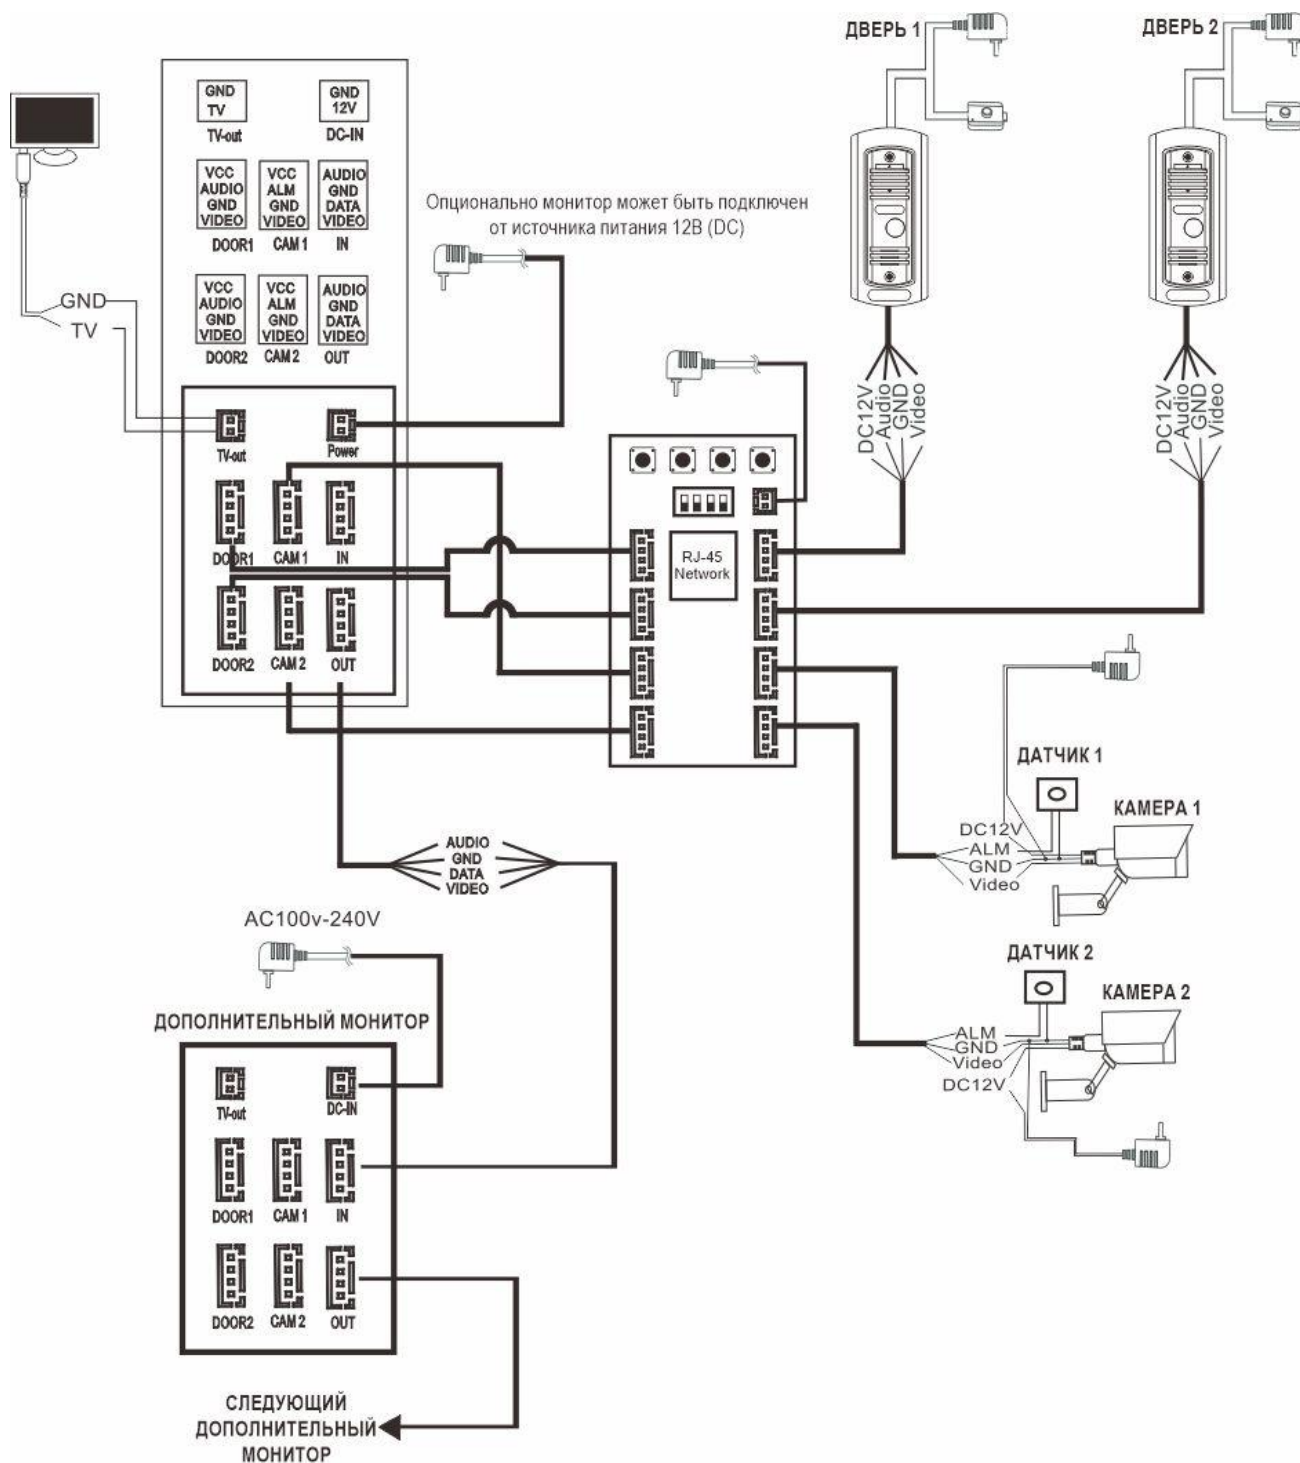 ДВЕРЬ 1
ДВЕРЬ 2
GND
TV
TV-out
GND
12V
DC-IN
VCC
AUDIO
GND
VIDEO
DOOR1
VCC
ALM
GND
VIDEO
CAM 1
AUDIO
GND
DATA
VIDEO
IN
VCC
AUDIO
GND
VIDEO
DOOR2
VCC
ALM
GND
VIDEO
CAM 2
AUDIO
GND
DATA
VIDEO
OUT
Опционально монитор может быть подключен
от источника питания 12В (DC)
GND
TV
TV-out
Power
DOOR1
CAM 1
IN
DOOR2
CAM 2
OUT
RJ-45
Network
DC12V
Audio
GND
Video
DC12V
Audio
GND
Video
ДАТЧИК 1
КАМЕРА 1
DC12V
ALM
GND
Video
ДАТЧИК 2
КАМЕРА 2
ALM
GND
Video
DC12V
AUDIO
GND
DATA
VIDEO
AC100v-240V
ДОПОЛНИТЕЛЬНЫЙ МОНИТОР
TV-out
DC-IN
DOOR1
CAM 1
IN
DOOR2
CAM 2
OUT
СЛЕДУЮЩИЙ
ДОПОЛНИТЕЛЬНЫЙ
МОНИТОР